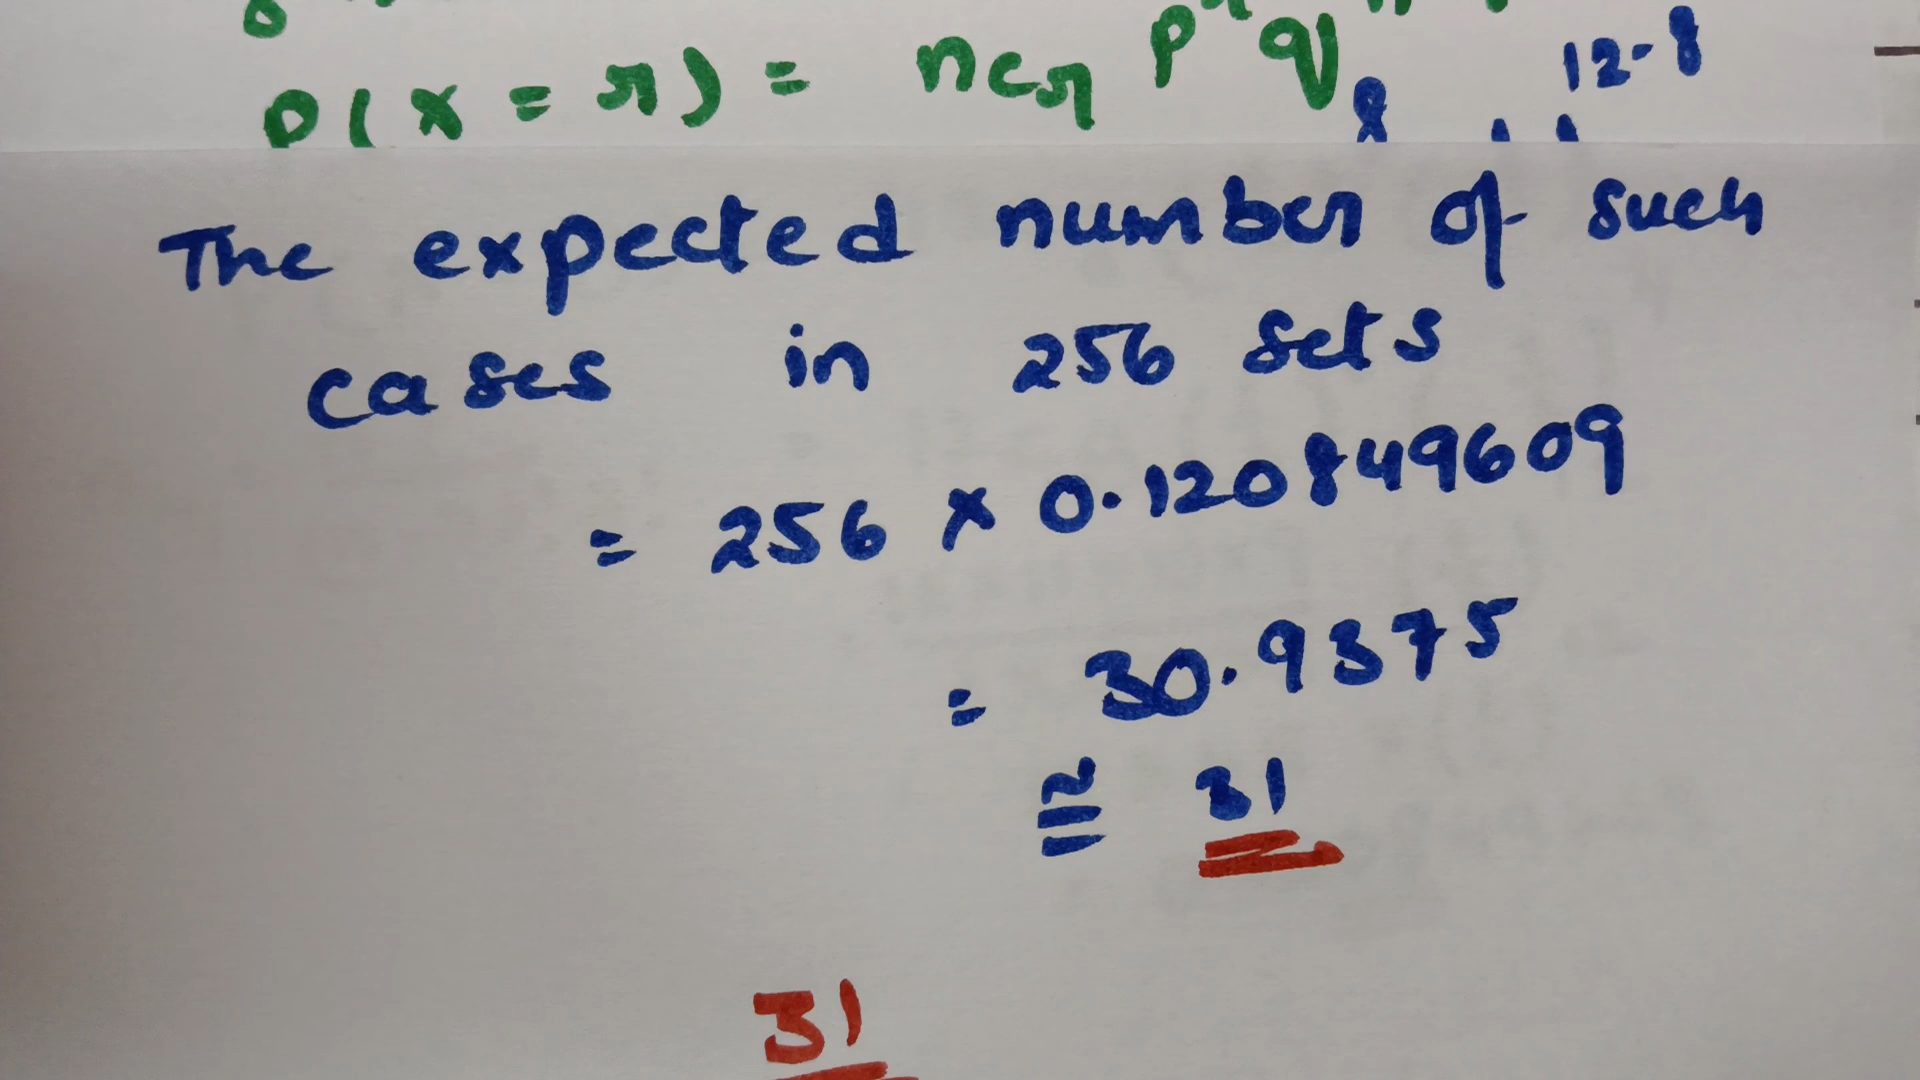 P(x = r) = ncr p q
8 12-8
The expected number of such
cases in 256 sets
= 256 × 0.120849609
= 30.9375
≅ 31
31